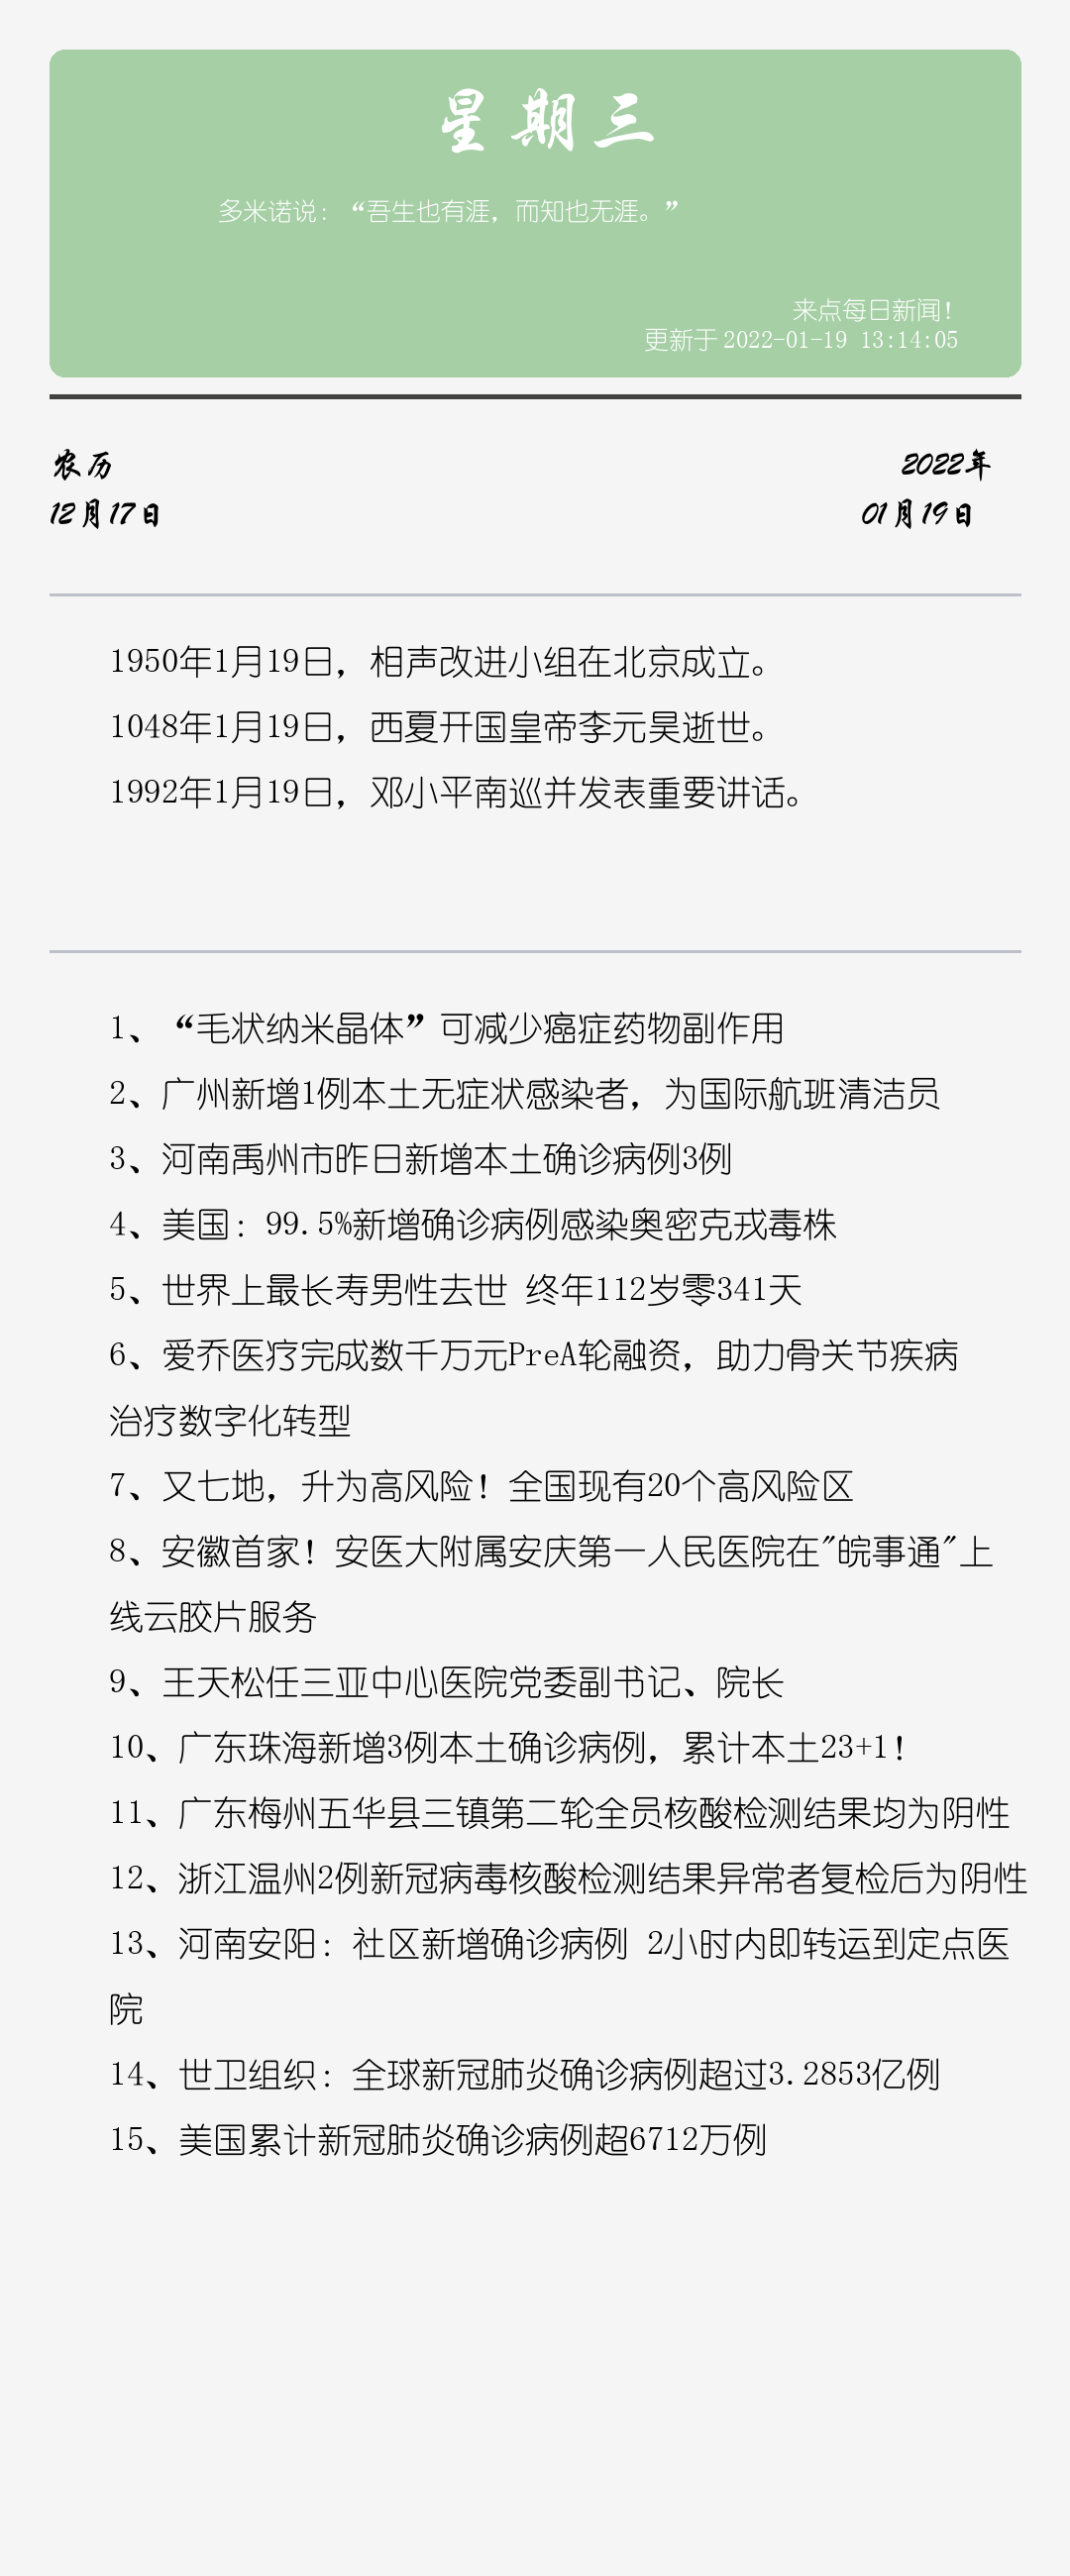 星期三
多米诺说：“吾生也有涯，而知也无涯。”
来点每日新闻！
更新于 2022-01-19 13:14:05
农历
2022年
12月17日
01月19日
1950年1月19日，相声改进小组在北京成立。
1048年1月19日，西夏开国皇帝李元昊逝世。
1992年1月19日，邓小平南巡并发表重要讲话。
1、“毛状纳米晶体”可减少癌症药物副作用
2、广州新增1例本土无症状感染者，为国际航班清洁员
3、河南禹州市昨日新增本土确诊病例3例
4、美国：99.5%新增确诊病例感染奥密克戎毒株
5、世界上最长寿男性去世 终年112岁零341天
6、爱乔医疗完成数千万元PreA轮融资，助力骨关节疾病
治疗数字化转型
7、又七地，升为高风险！全国现有20个高风险区
8、安徽首家！安医大附属安庆第一人民医院在"皖事通"上
线云胶片服务
9、王天松任三亚中心医院党委副书记、院长
10、广东珠海新增3例本土确诊病例，累计本土23+1！
11、广东梅州五华县三镇第二轮全员核酸检测结果均为阴性
12、浙江温州2例新冠病毒核酸检测结果异常者复检后为阴性
13、河南安阳：社区新增确诊病例 2小时内即转运到定点医
院
14、世卫组织：全球新冠肺炎确诊病例超过3.2853亿例
15、美国累计新冠肺炎确诊病例超6712万例